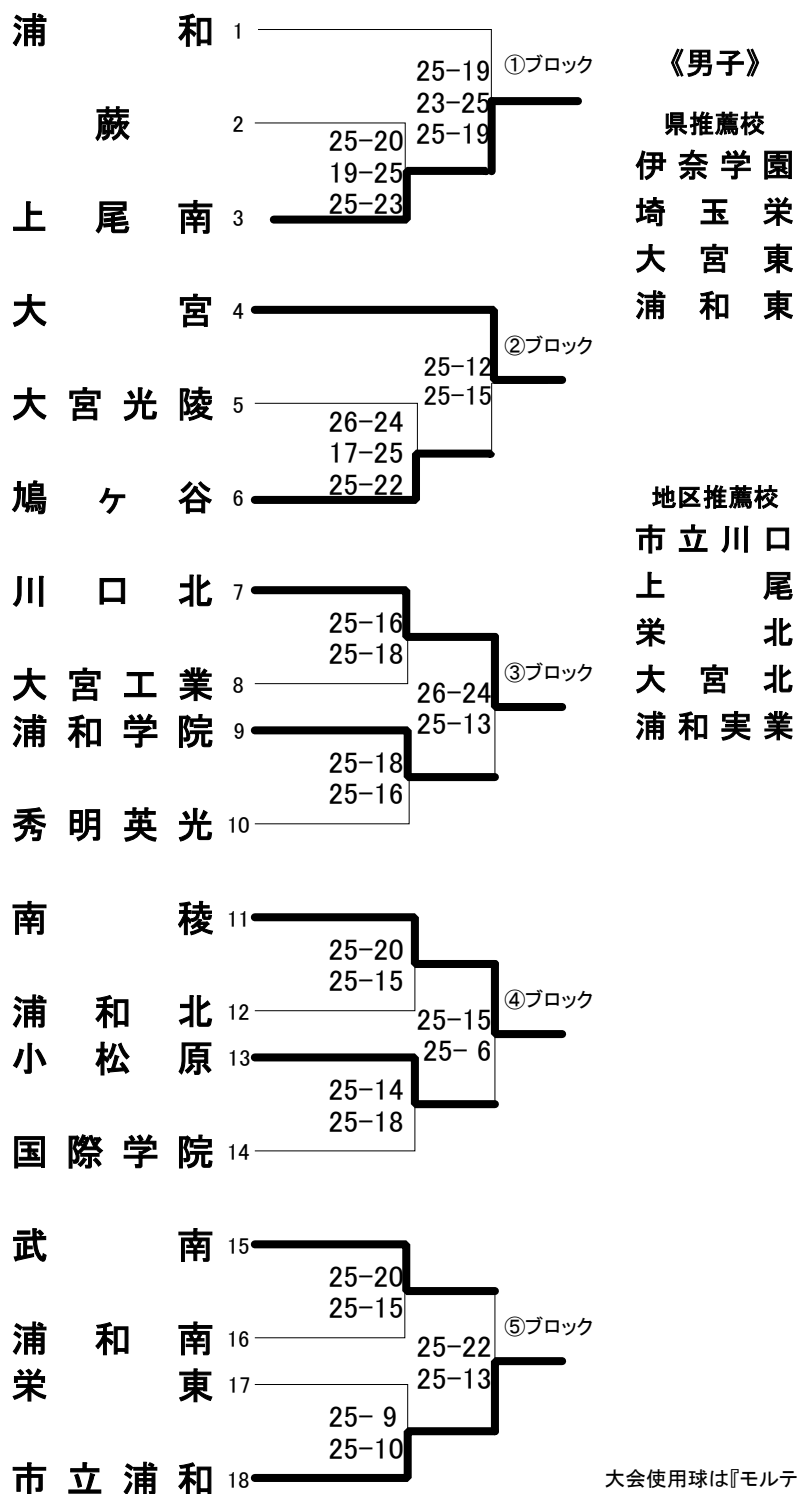 浦和 1
蕨 2
上尾南 3
大宮 4
大宮光陵 5
鳩ヶ谷 6
川口北 7
大宮工業 8
浦和学院 9
秀明英光 10
南稜 11
浦和北 12
小松原 13
国際学院 14
武南 15
浦和南 16
栄東 17
市立浦和 18
25-20
19-25
25-23
25-19
23-25
25-19
①ブロック
26-24
17-25
25-22
25-12
25-15
②ブロック
25-16
25-18
25-18
25-16
26-24
25-13
③ブロック
25-20
25-15
25-14
25-18
25-15
25- 6
④ブロック
25-20
25-15
25- 9
25-10
25-22
25-13
⑤ブロック
《男子》
県推薦校
伊奈学園
埼玉栄
大宮東
浦和東
地区推薦校
市立川口
上尾
栄北
大宮北
浦和実業
大会使用球は『モルテ